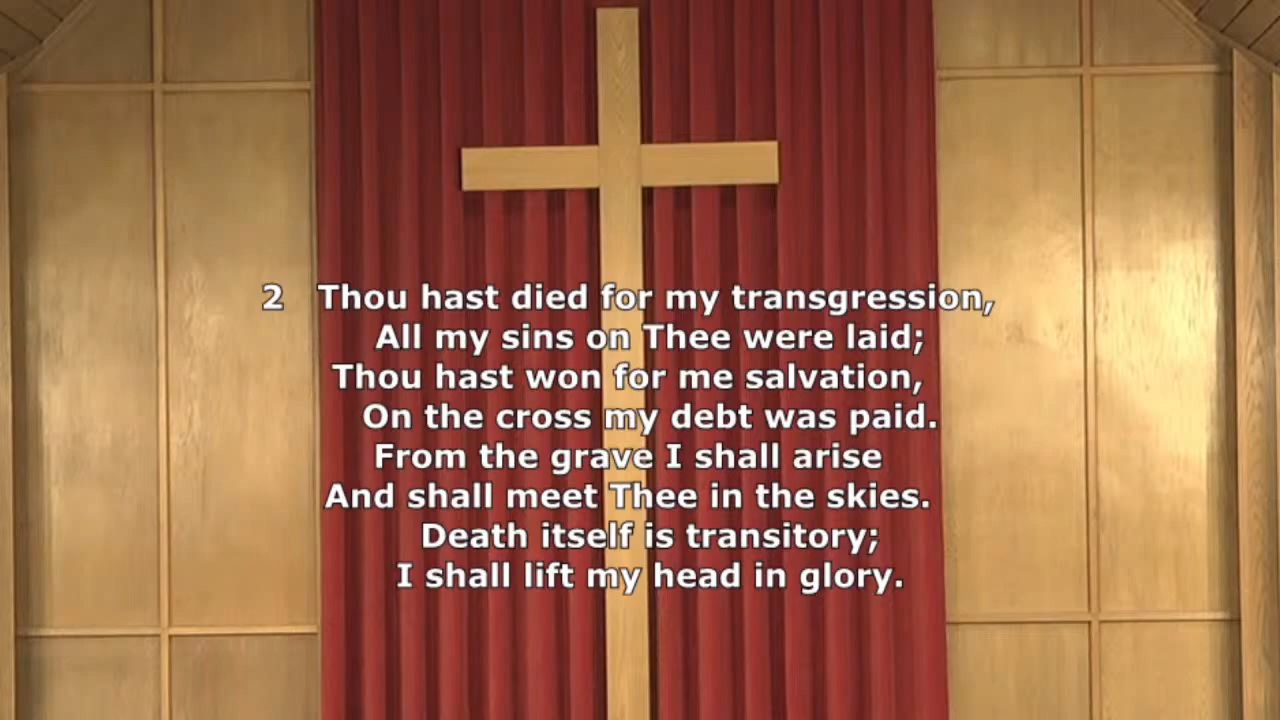 2 Thou hast died for my transgression,
All my sins on Thee were laid;
Thou hast won for me salvation,
On the cross my debt was paid.
From the grave I shall arise
And shall meet Thee in the skies.
Death itself is transitory;
I shall lift my head in glory.